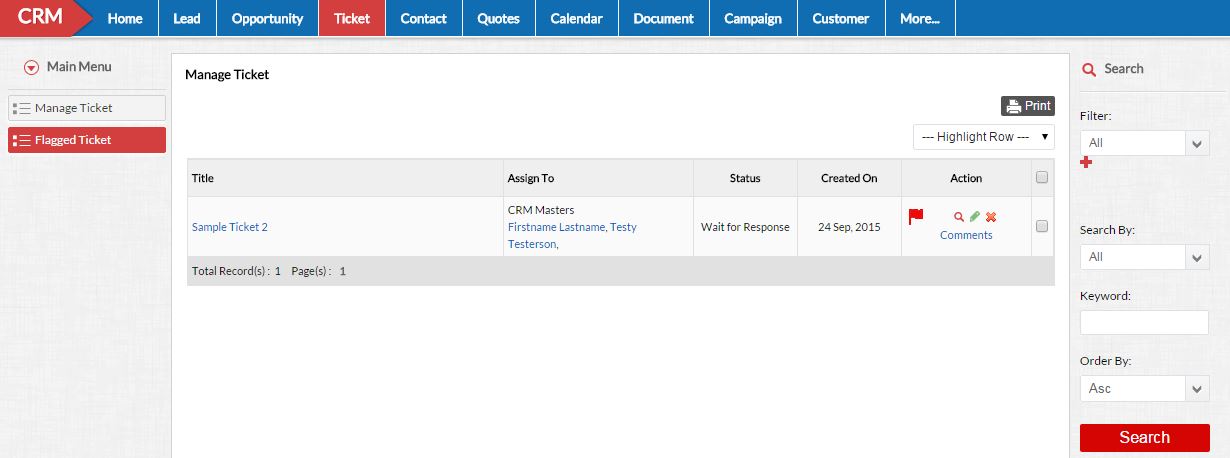 CRM Home Lead Opportunity Ticket Contact Quotes Calendar Document Campaign Customer More...
Main Menu
Manage Ticket
Flagged Ticket
Manage Ticket
Print
--- Highlight Row ---
Title Assign To Status Created On Action
Sample Ticket 2
CRM Masters
Firstname Lastname, Testy
Testerson,
Wait for Response
24 Sep, 2015
Comments
Total Record(s) : 1 Page(s) : 1
Search
Filter:
All
Search By:
All
Keyword:
Order By:
Asc
Search